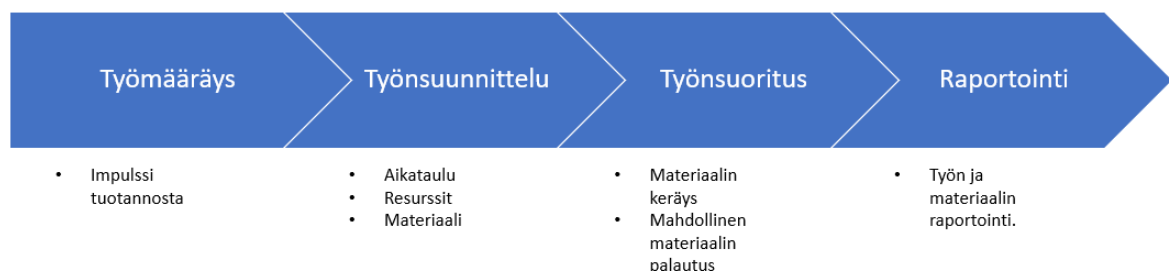 Työmääräys
Työnsuunnittelu
Työnsuoritus
Raportointi
• Impulssi
tuotannosta
• Aikataulu
• Resurssit
• Materiaali
• Materiaalin
keräys
• Mahdollinen
materiaalin
palautus
• Työn ja
materiaalin
raportointi.